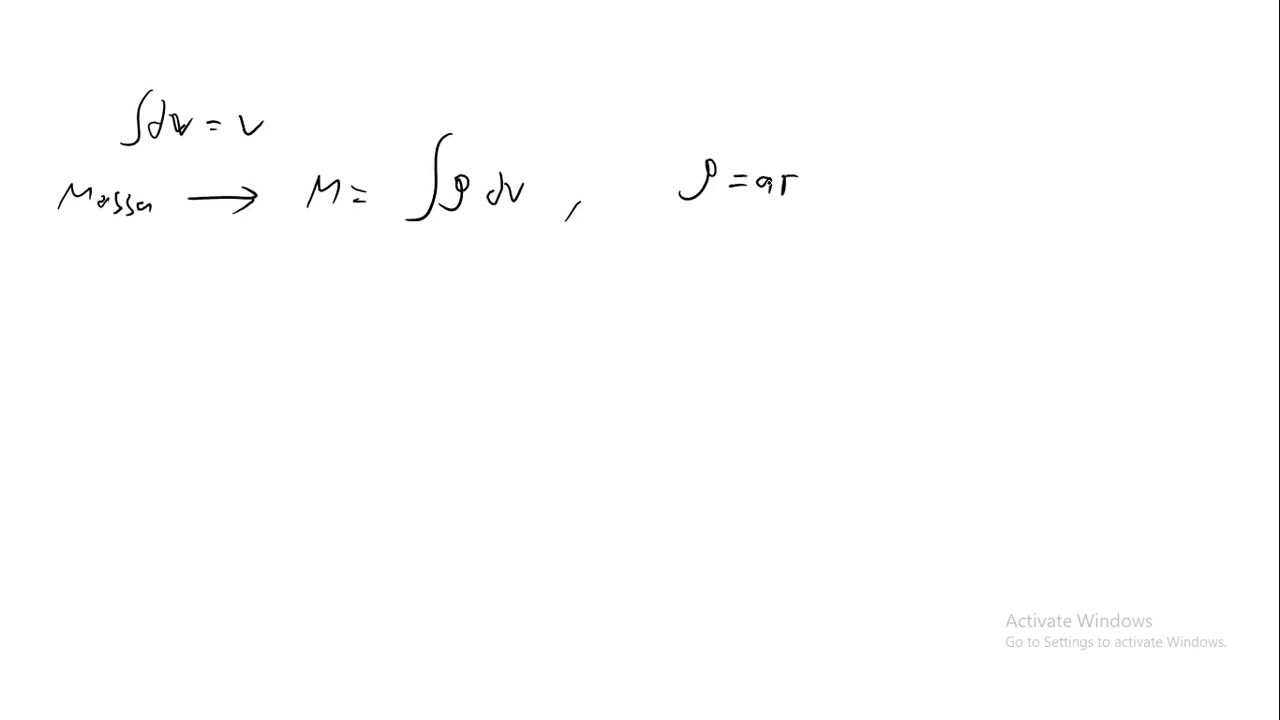 ∫dv = v
Massa → M = ∫ρ dv , ρ = ar
Activate Windows
Go to Settings to activate Windows.